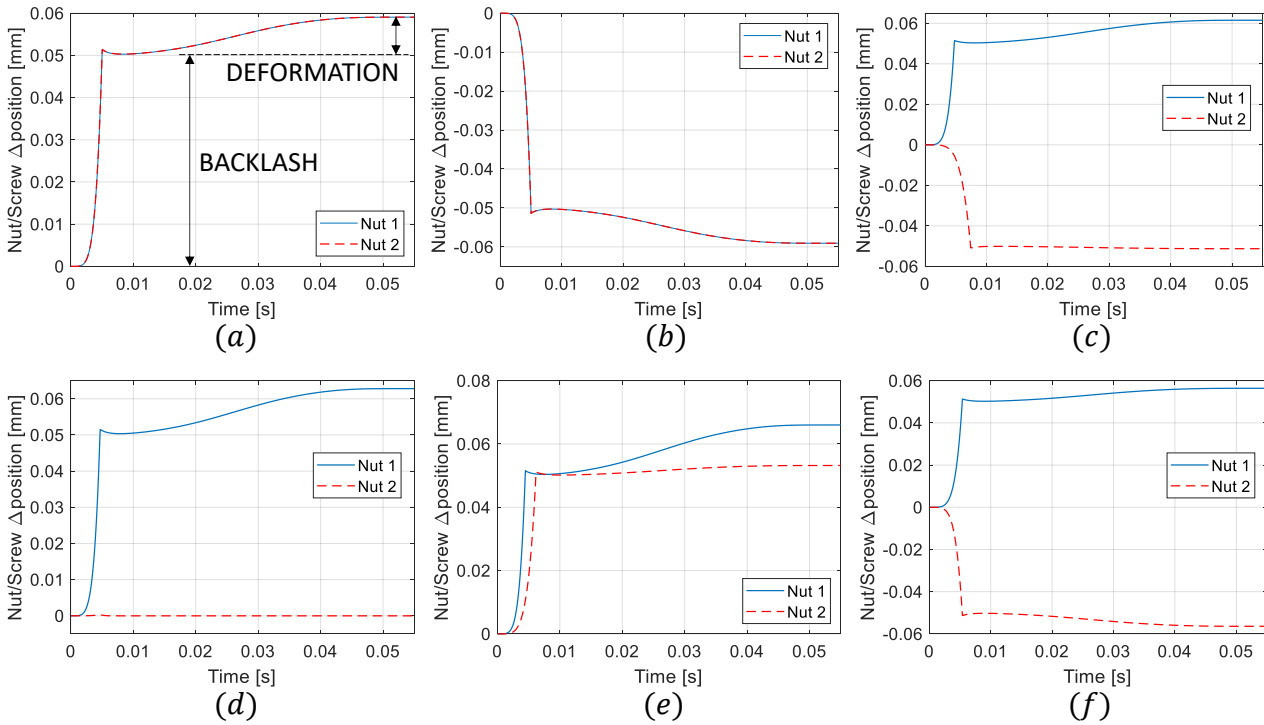 Nut/Screw △position [mm]
0.06
0.05
0.04
0.03
0.02
0.01
0
DEFORMATION
BACKLASH
Nut 1
Nut 2
0 0.01 0.02 0.03 0.04 0.05
Time [s]
(a)
Nut/Screw △position [mm]
0
-0.01
-0.02
-0.03
-0.04
-0.05
-0.06
Nut 1
Nut 2
0 0.01 0.02 0.03 0.04 0.05
Time [s]
(b)
Nut/Screw △position [mm]
0.06
0.04
0.02
0
-0.02
-0.04
-0.06
Nut 1
Nut 2
0 0.01 0.02 0.03 0.04 0.05
Time [s]
(c)
Nut/Screw △position [mm]
0.06
0.05
0.04
0.03
0.02
0.01
0
Nut 1
Nut 2
0 0.01 0.02 0.03 0.04 0.05
Time [s]
(d)
Nut/Screw △position [mm]
0.08
0.06
0.04
0.02
0
Nut 1
Nut 2
0 0.01 0.02 0.03 0.04 0.05
Time [s]
(e)
Nut/Screw △position [mm]
0.06
0.04
0.02
0
-0.02
-0.04
-0.06
Nut 1
Nut 2
0 0.01 0.02 0.03 0.04 0.05
Time [s]
(f)